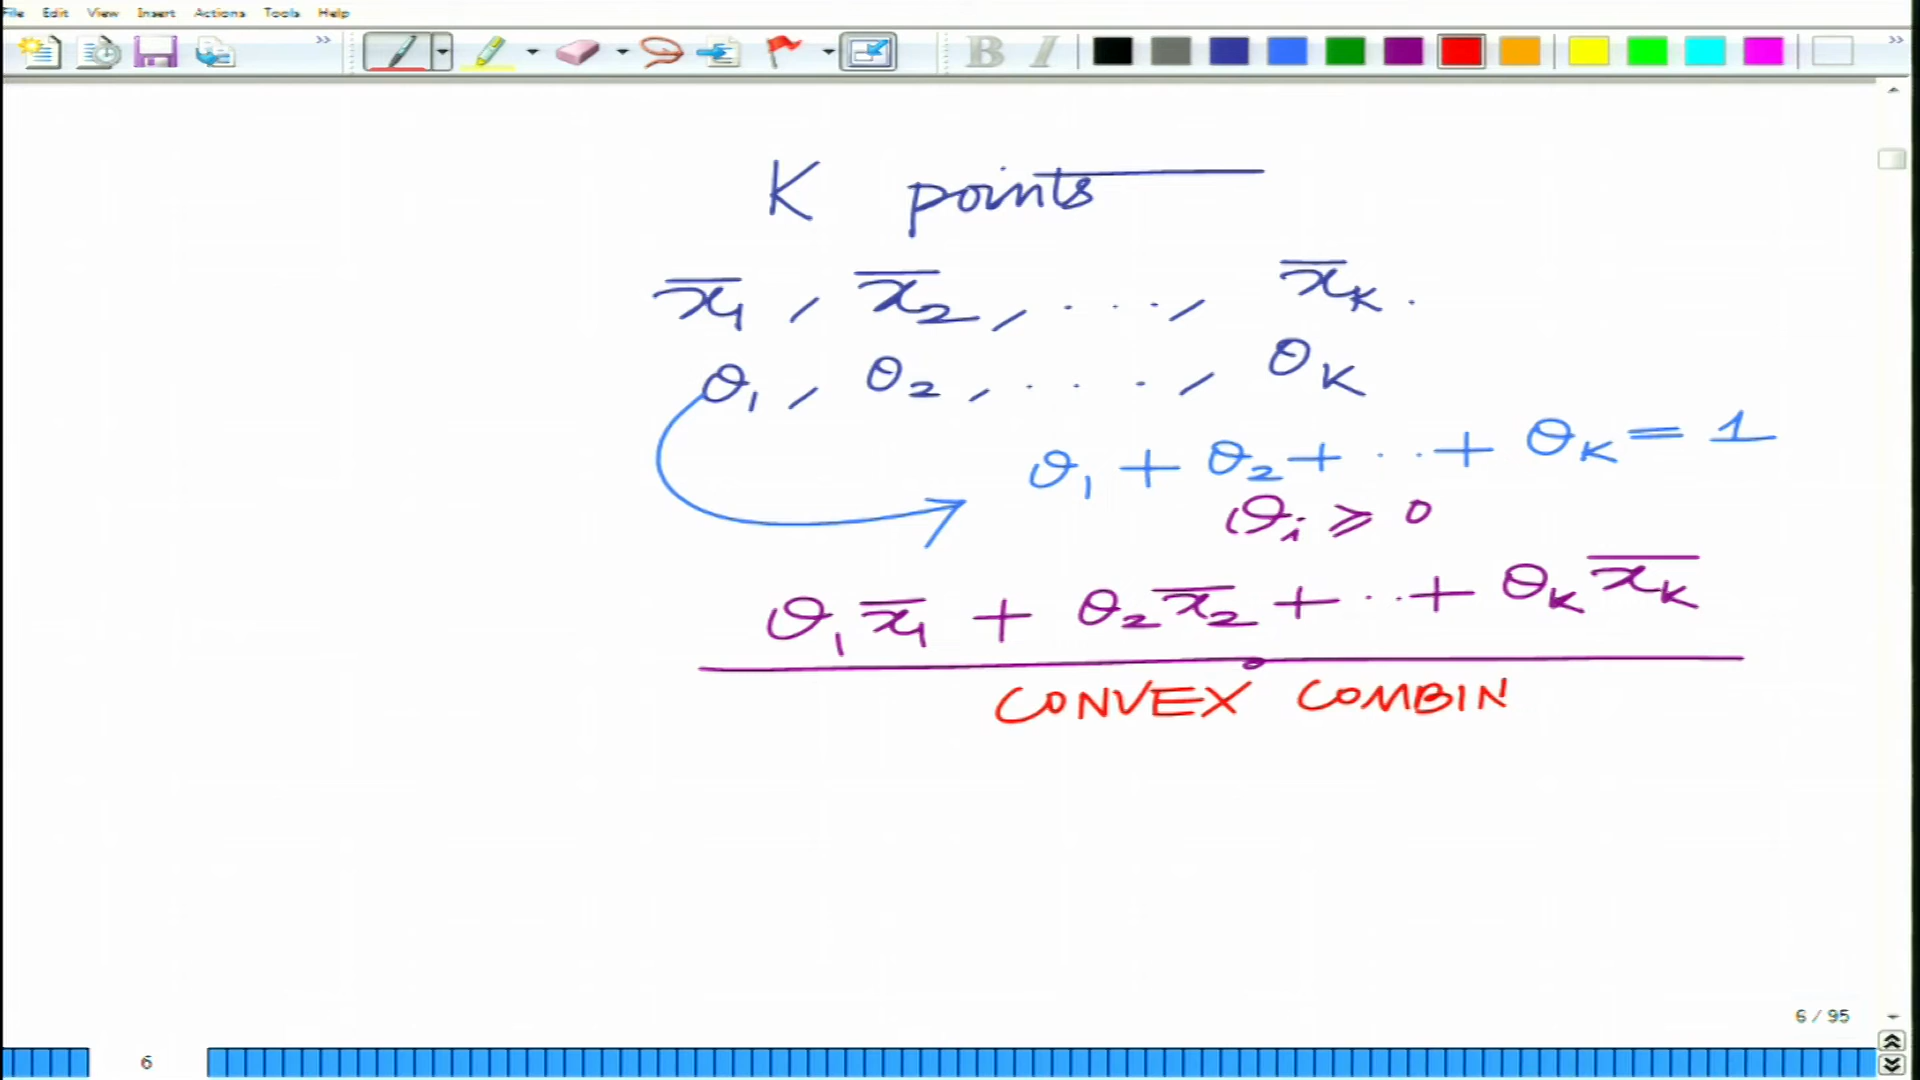 File Edit View Insert Actions Tools Help
B I
K points
x̅₁, x̅₂, ...., x̅ₖ.
θ₁, θ₂, ...., θₖ
θ₁ + θ₂ + ... + θₖ = 1
θᵢ ≥ 0
θ₁x̅₁ + θ₂x̅₂ + ... + θₖx̅ₖ
CONVEX COMBIN
6 / 95
6